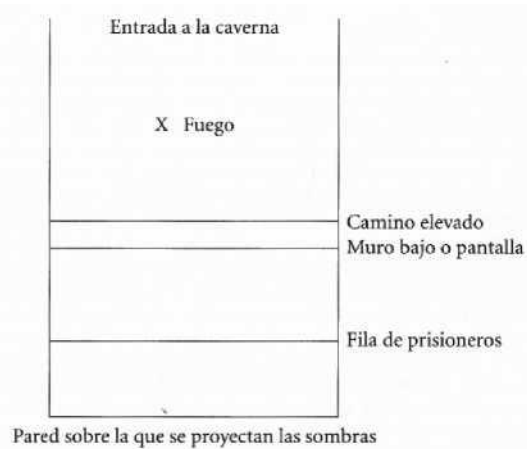 Entrada a la caverna
X Fuego
Camino elevado
Muro bajo o pantalla
Fila de prisioneros
Pared sobre la que se proyectan las sombras